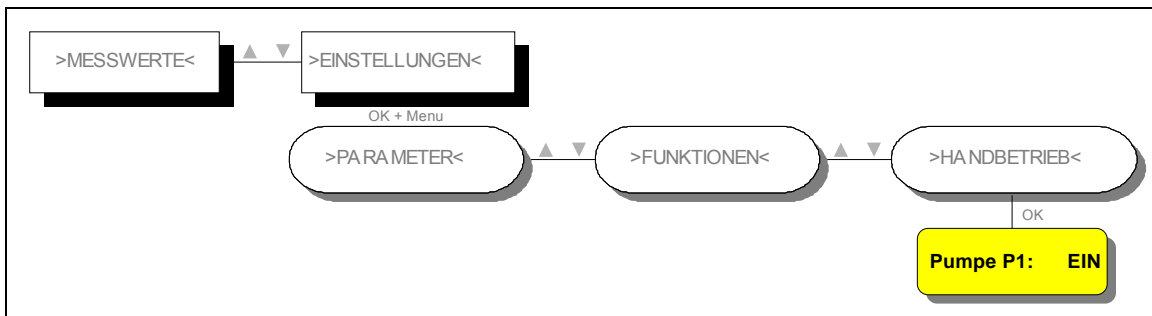 >MESSWERTE< ▲ ▼ >EINSTELLUNGEN<
OK + Menu
>PARAMETER< ▲ ▼ >FUNKTIONEN< ▲ ▼ >HANDBETRIEB<
OK
Pumpe P1: EIN